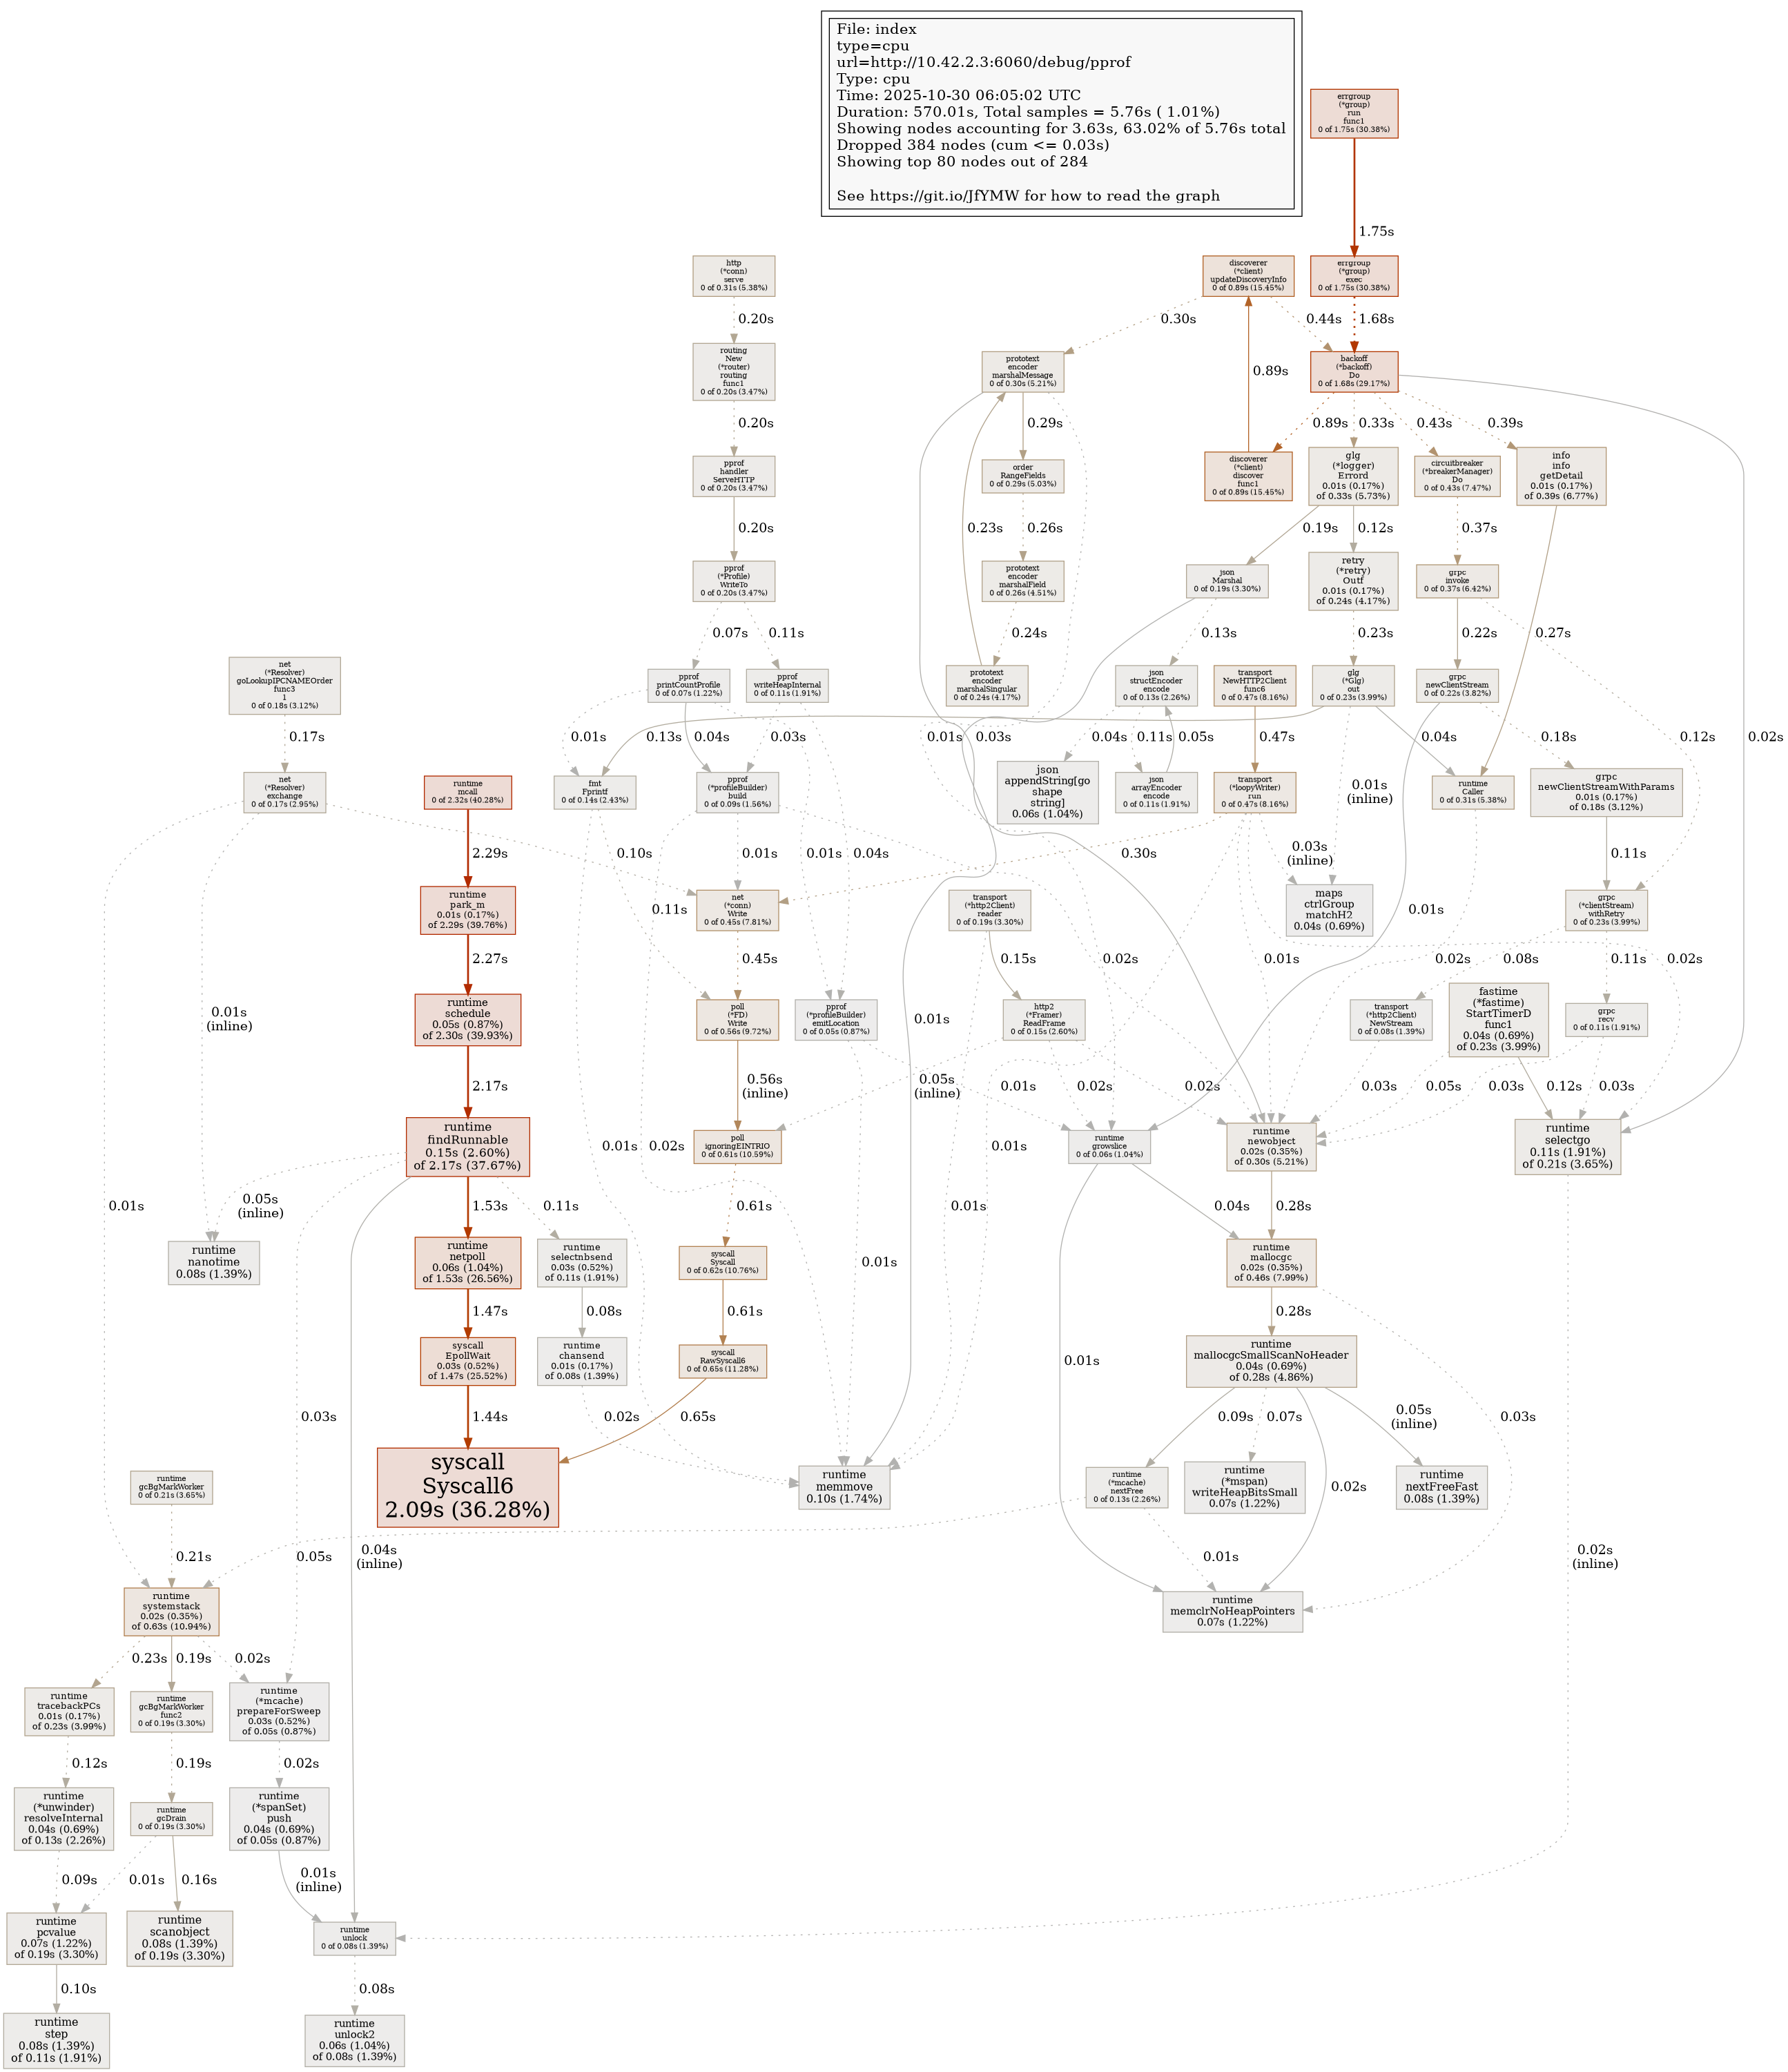 File: index
type=cpu
url=http://10.42.2.3:6060/debug/pprof
Type: cpu
Time: 2025-10-30 06:05:02 UTC
Duration: 570.01s, Total samples = 5.76s ( 1.01%)
Showing nodes accounting for 3.63s, 63.02% of 5.76s total
Dropped 384 nodes (cum <= 0.03s)
Showing top 80 nodes out of 284
See https://git.io/JfYMW for how to read the graph
errgroup
(*group)
run
func1
0 of 1.75s (30.38%)
1.75s
http
(*conn)
serve
0 of 0.31s (5.38%)
discoverer
(*client)
updateDiscoveryInfo
0 of 0.89s (15.45%)
errgroup
(*group)
exec
0 of 1.75s (30.38%)
0.20s
0.30s
0.44s
1.68s
routing
New
(*router)
routing
func1
0 of 0.20s (3.47%)
prototext
encoder
marshalMessage
0 of 0.30s (5.21%)
0.89s
backoff
(*backoff)
Do
0 of 1.68s (29.17%)
0.20s
0.29s
0.89s
0.33s
0.43s
0.39s
pprof
handler
ServeHTTP
0 of 0.20s (3.47%)
order
RangeFields
0 of 0.29s (5.03%)
discoverer
(*client)
discover
func1
0 of 0.89s (15.45%)
glg
(*logger)
Errord
0.01s (0.17%)
of 0.33s (5.73%)
circuitbreaker
(*breakerManager)
Do
0 of 0.43s (7.47%)
info
info
getDetail
0.01s (0.17%)
of 0.39s (6.77%)
0.20s
0.23s
0.26s
0.19s
0.12s
0.37s
pprof
(*Profile)
WriteTo
0 of 0.20s (3.47%)
prototext
encoder
marshalField
0 of 0.26s (4.51%)
json
Marshal
0 of 0.19s (3.30%)
retry
(*retry)
Outf
0.01s (0.17%)
of 0.24s (4.17%)
grpc
invoke
0 of 0.37s (6.42%)
0.27s
0.07s
0.11s
0.24s
0.13s
0.23s
0.22s
net
(*Resolver)
goLookupIPCNAMEOrder
func3
1
0 of 0.18s (3.12%)
pprof
printCountProfile
0 of 0.07s (1.22%)
pprof
writeHeapInternal
0 of 0.11s (1.91%)
prototext
encoder
marshalSingular
0 of 0.24s (4.17%)
json
structEncoder
encode
0 of 0.13s (2.26%)
transport
NewHTTP2Client
func6
0 of 0.47s (8.16%)
glg
(*Glg)
out
0 of 0.23s (3.99%)
grpc
newClientStream
0 of 0.22s (3.82%)
0.17s
0.01s
0.13s
0.04s
0.03s
0.01s
0.03s
0.04s
0.11s
0.05s
0.47s
0.04s
0.18s
0.12s
0.02s
net
(*Resolver)
exchange
0 of 0.17s (2.95%)
runtime
mcall
0 of 2.32s (40.28%)
fmt
Fprintf
0 of 0.14s (2.43%)
pprof
(*profileBuilder)
build
0 of 0.09s (1.56%)
json
appendString[go
shape
string]
0.06s (1.04%)
json
arrayEncoder
encode
0 of 0.11s (1.91%)
transport
(*loopyWriter)
run
0 of 0.47s (8.16%)
0.01s
(inline)
runtime
Caller
0 of 0.31s (5.38%)
grpc
newClientStreamWithParams
0.01s (0.17%)
of 0.18s (3.12%)
2.29s
0.10s
0.01s
0.01s
0.04s
0.30s
0.03s
(inline)
0.11s
runtime
park_m
0.01s (0.17%)
of 2.29s (39.76%)
net
(*conn)
Write
0 of 0.45s (7.81%)
transport
(*http2Client)
reader
0 of 0.19s (3.30%)
maps
ctrlGroup
matchH2
0.04s (0.69%)
0.01s
grpc
(*clientStream)
withRetry
0 of 0.23s (3.99%)
2.27s
0.11s
0.45s
0.15s
0.02s
0.01s
0.02s
0.08s
0.11s
0.02s
0.01s
(inline)
runtime
schedule
0.05s (0.87%)
of 2.30s (39.93%)
poll
(*FD)
Write
0 of 0.56s (9.72%)
pprof
(*profileBuilder)
emitLocation
0 of 0.05s (0.87%)
0.01s
http2
(*Framer)
ReadFrame
0 of 0.15s (2.60%)
transport
(*http2Client)
NewStream
0 of 0.08s (1.39%)
fastime
(*fastime)
StartTimerD
func1
0.04s (0.69%)
of 0.23s (3.99%)
grpc
recv
0 of 0.11s (1.91%)
2.17s
0.56s
(inline)
0.05s
(inline)
0.01s
0.02s
0.02s
0.03s
0.05s
0.03s
0.12s
0.03s
runtime
findRunnable
0.15s (2.60%)
of 2.17s (37.67%)
0.01s
0.02s
poll
ignoringEINTRIO
0 of 0.61s (10.59%)
0.01s
runtime
growslice
0 of 0.06s (1.04%)
runtime
newobject
0.02s (0.35%)
of 0.30s (5.21%)
runtime
selectgo
0.11s (1.91%)
of 0.21s (3.65%)
0.01s
0.05s
(inline)
1.53s
0.11s
0.61s
0.01s
0.04s
0.28s
runtime
nanotime
0.08s (1.39%)
runtime
netpoll
0.06s (1.04%)
of 1.53s (26.56%)
runtime
selectnbsend
0.03s (0.52%)
of 0.11s (1.91%)
syscall
Syscall
0 of 0.62s (10.76%)
0.01s
runtime
mallocgc
0.02s (0.35%)
of 0.46s (7.99%)
1.47s
0.08s
0.61s
0.28s
syscall
EpollWait
0.03s (0.52%)
of 1.47s (25.52%)
runtime
chansend
0.01s (0.17%)
of 0.08s (1.39%)
syscall
RawSyscall6
0 of 0.65s (11.28%)
0.01s
runtime
mallocgcSmallScanNoHeader
0.04s (0.69%)
of 0.28s (4.86%)
0.03s
1.44s
0.02s
0.65s
0.09s
0.07s
0.05s
(inline)
0.03s
runtime
gcBgMarkWorker
0 of 0.21s (3.65%)
syscall
Syscall6
2.09s (36.28%)
runtime
memmove
0.10s (1.74%)
runtime
(*mcache)
nextFree
0 of 0.13s (2.26%)
runtime
(*mspan)
writeHeapBitsSmall
0.07s (1.22%)
0.02s
runtime
nextFreeFast
0.08s (1.39%)
0.21s
0.05s
0.04s
(inline)
0.01s
0.02s
(inline)
runtime
systemstack
0.02s (0.35%)
of 0.63s (10.94%)
runtime
memclrNoHeapPointers
0.07s (1.22%)
0.23s
0.19s
0.02s
runtime
tracebackPCs
0.01s (0.17%)
of 0.23s (3.99%)
runtime
gcBgMarkWorker
func2
0 of 0.19s (3.30%)
runtime
(*mcache)
prepareForSweep
0.03s (0.52%)
of 0.05s (0.87%)
0.12s
0.19s
0.02s
runtime
(*unwinder)
resolveInternal
0.04s (0.69%)
of 0.13s (2.26%)
runtime
gcDrain
0 of 0.19s (3.30%)
runtime
(*spanSet)
push
0.04s (0.69%)
of 0.05s (0.87%)
0.09s
0.01s
0.16s
0.01s
(inline)
runtime
pcvalue
0.07s (1.22%)
of 0.19s (3.30%)
runtime
scanobject
0.08s (1.39%)
of 0.19s (3.30%)
runtime
unlock
0 of 0.08s (1.39%)
0.10s
0.08s
runtime
step
0.08s (1.39%)
of 0.11s (1.91%)
runtime
unlock2
0.06s (1.04%)
of 0.08s (1.39%)